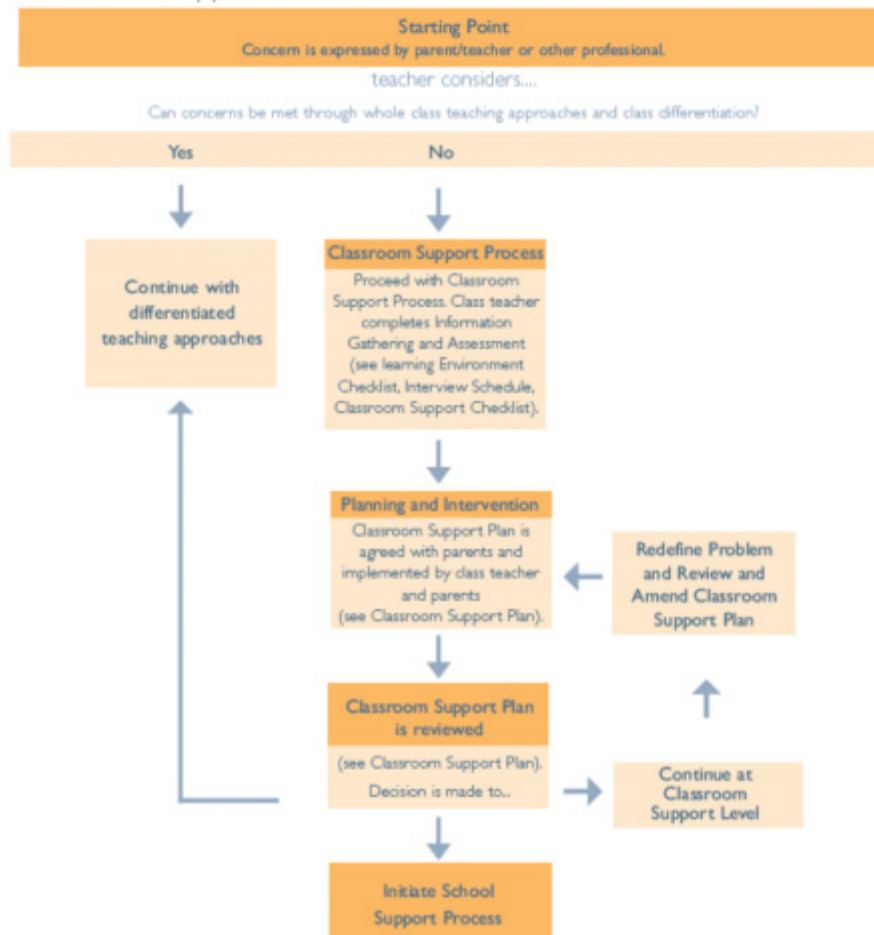 Starting Point
Concern is expressed by parent/teacher or other professional.
teacher considers....
Can concerns be met through whole class teaching approaches and class differentiation?
Yes
No
Continue with
differentiated
teaching approaches
Classroom Support Process
Proceed with Classroom
Support Process. Class teacher
completes Information
Gathering and Assessment
(see learning Environment
Checklist, Interview Schedule,
Classroom Support Checklist).
Planning and Intervention
Classroom Support Plan is
agreed with parents and
implemented by class teacher
and parents
(see Classroom Support Plan).
Redefine Problem
and Review and
Amend Classroom
Support Plan
Classroom Support Plan
is reviewed
(see Classroom Support Plan).
Decision is made to...
Continue at
Classroom
Support Level
Initiate School
Support Process